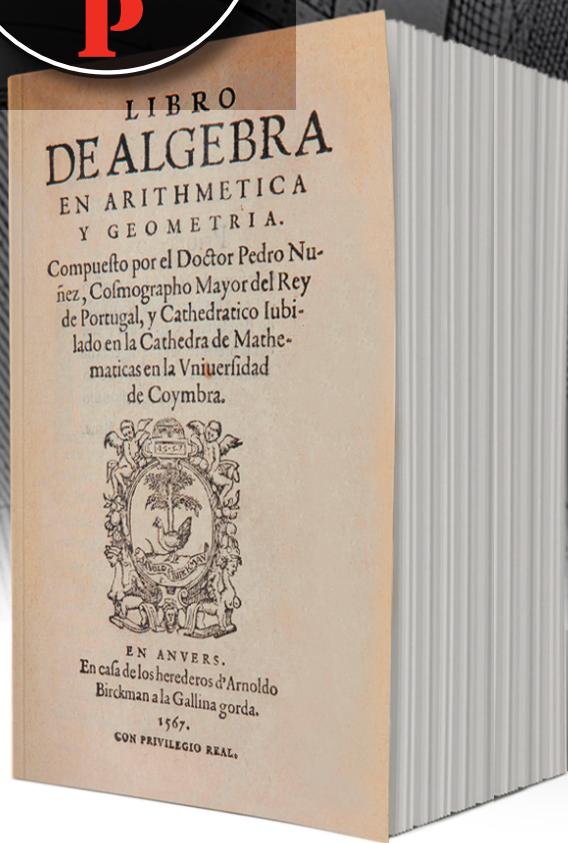 P
LIBRO
DE ALGEBRA
EN ARITHMETICA
Y GEOMETRIA.
Compueſto por el Doctor Pedro Nu-
ñez, Coſmographo Mayor del Rey
de Portugal, y Cathedratico Iubi-
lado en la Cathedra de Mathe-
maticas en la Vniuerſidad
de Coymbra.
EN ANVERS.
En caſa de los herederos d'Arnoldo
Birckman a la Gallina gorda.
1567.
CON PRIVILEGIO REAL.